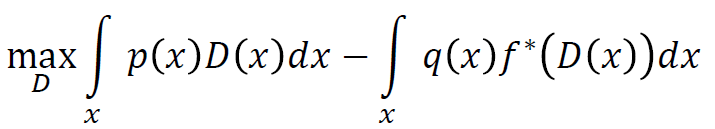 max_D ∫_x p(x)D(x)dx − ∫_x q(x)f*(D(x))dx